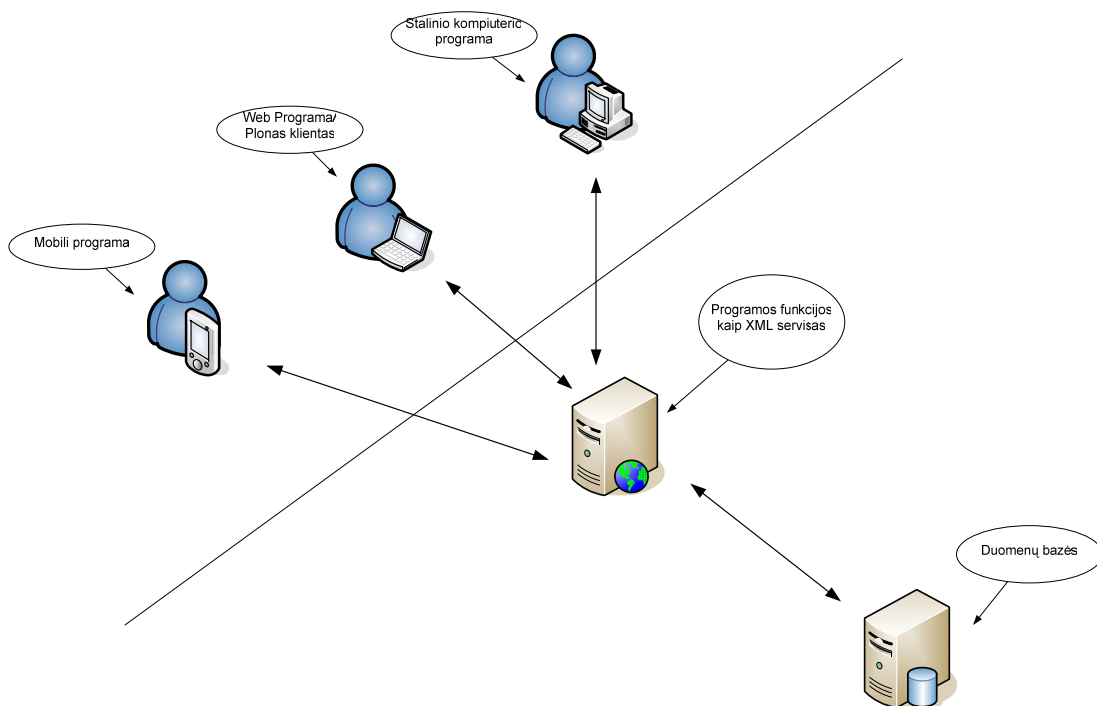 Stalinio kompiuterio
programa
Web Programa/
Plonas klientas
Mobili programa
Programos funkcijos
kaip XML servisas
Duomenų bazės